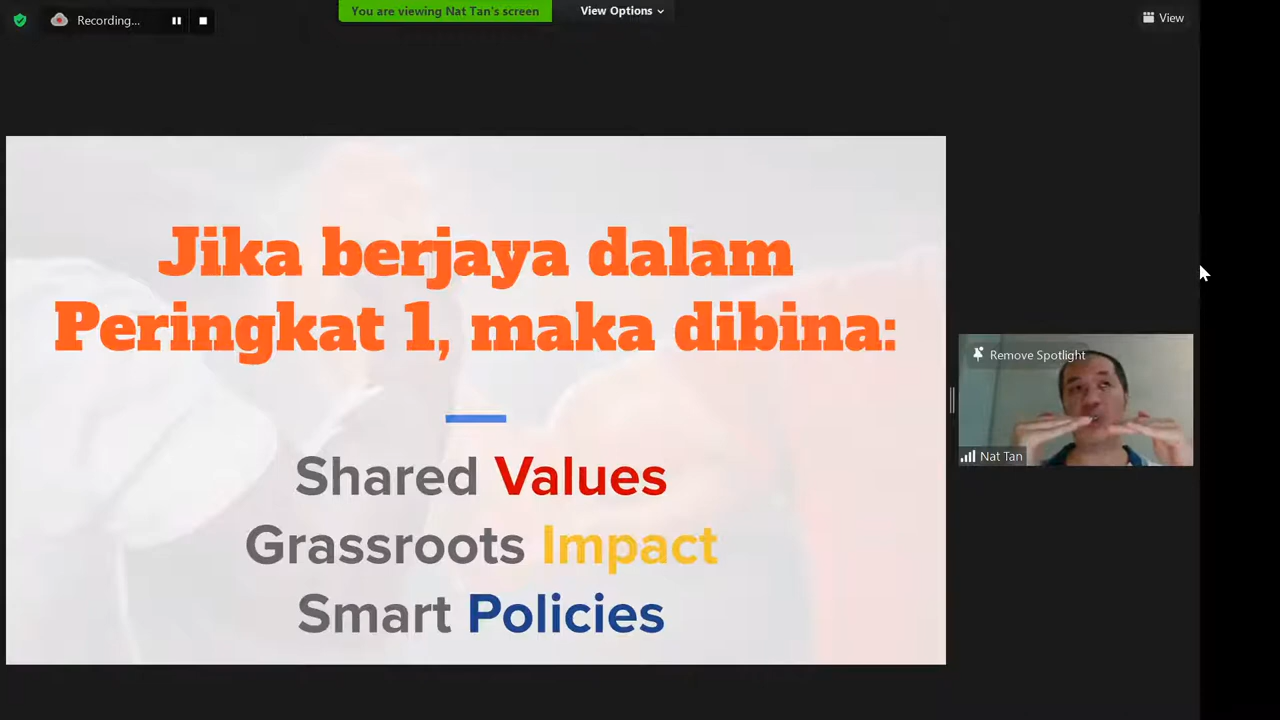 Recording...
You are viewing Nat Tan's screen
View Options
View
Jika berjaya dalam
Peringkat 1, maka dibina:
Shared Values
Grassroots Impact
Smart Policies
Remove Spotlight
Nat Tan